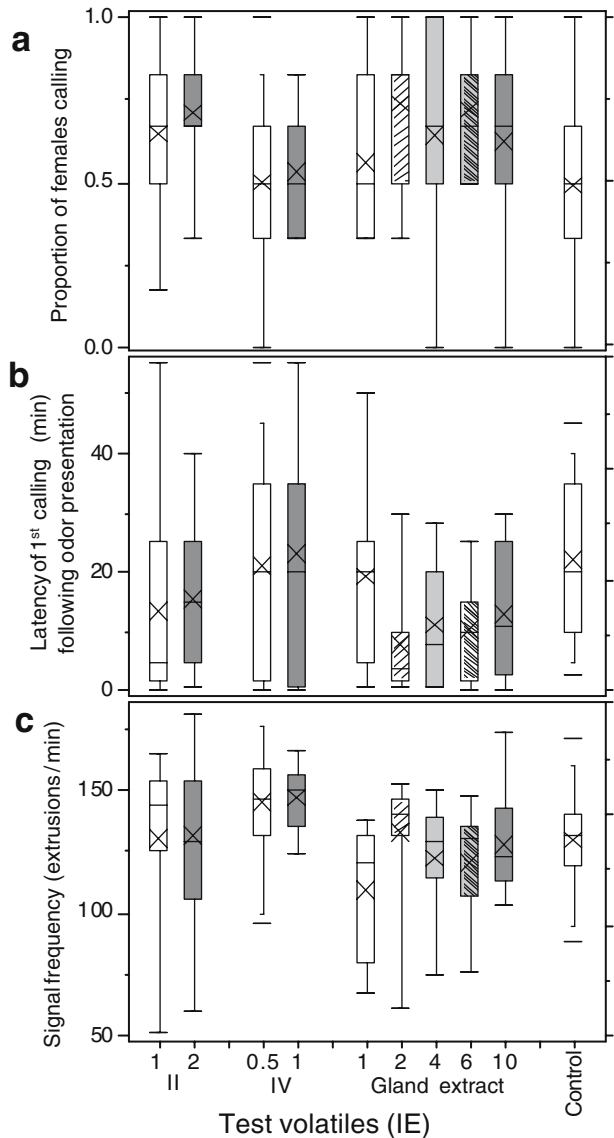 a
Proportion of females calling
1.0
0.5
0.0
b
Latency of 1st calling (min)
following odor presentation
40
20
0
c
Signal frequency (extrusions/min)
150
100
50
1 2 0.5 1 1 2 4 6 10 Control
II IV Gland extract
Test volatiles (IE)